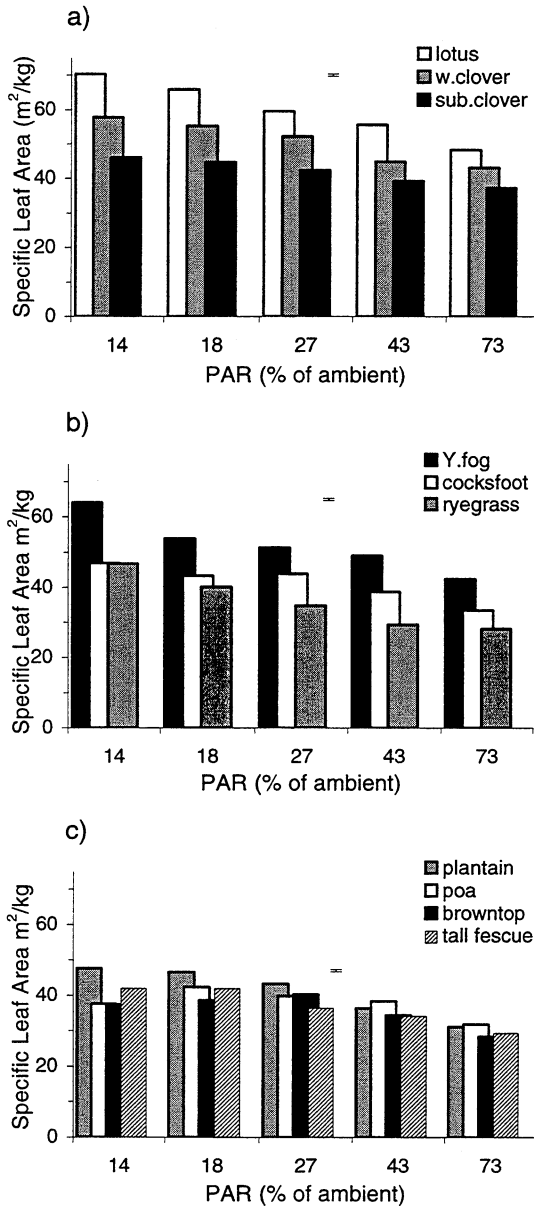 a)
lotus
w.clover
sub.clover
Specific Leaf Area (m²/kg)
60
40
20
0
14 18 27 43 73
PAR (% of ambient)
b)
Y.fog
cocksfoot
ryegrass
Specific Leaf Area m²/kg
60
40
20
0
14 18 27 43 73
PAR (% of ambient)
c)
plantain
poa
browntop
tall fescue
Specific Leaf Area m²/kg
60
40
20
0
14 18 27 43 73
PAR (% of ambient)